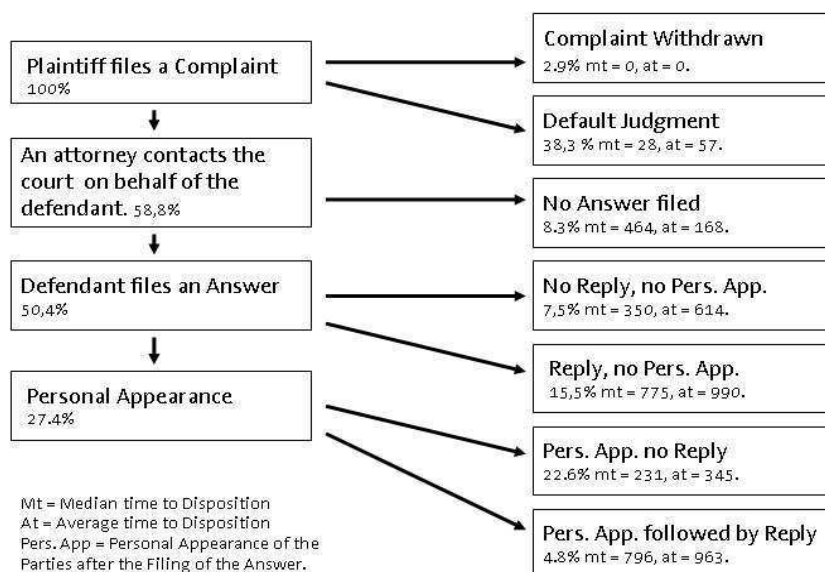 Plaintiff files a Complaint
100%
An attorney contacts the
court on behalf of the
defendant. 58,8%
Defendant files an Answer
50,4%
Personal Appearance
27.4%
Mt = Median time to Disposition
At = Average time to Disposition
Pers. App = Personal Appearance of the
Parties after the Filing of the Answer.
Complaint Withdrawn
2.9% mt = 0, at = 0.
Default Judgment
38,3 % mt = 28, at = 57.
No Answer filed
8.3% mt = 464, at = 168.
No Reply, no Pers. App.
7,5% mt = 350, at = 614.
Reply, no Pers. App.
15,5% mt = 775, at = 990.
Pers. App. no Reply
22.6% mt = 231, at = 345.
Pers. App. followed by Reply
4.8% mt = 796, at = 963.